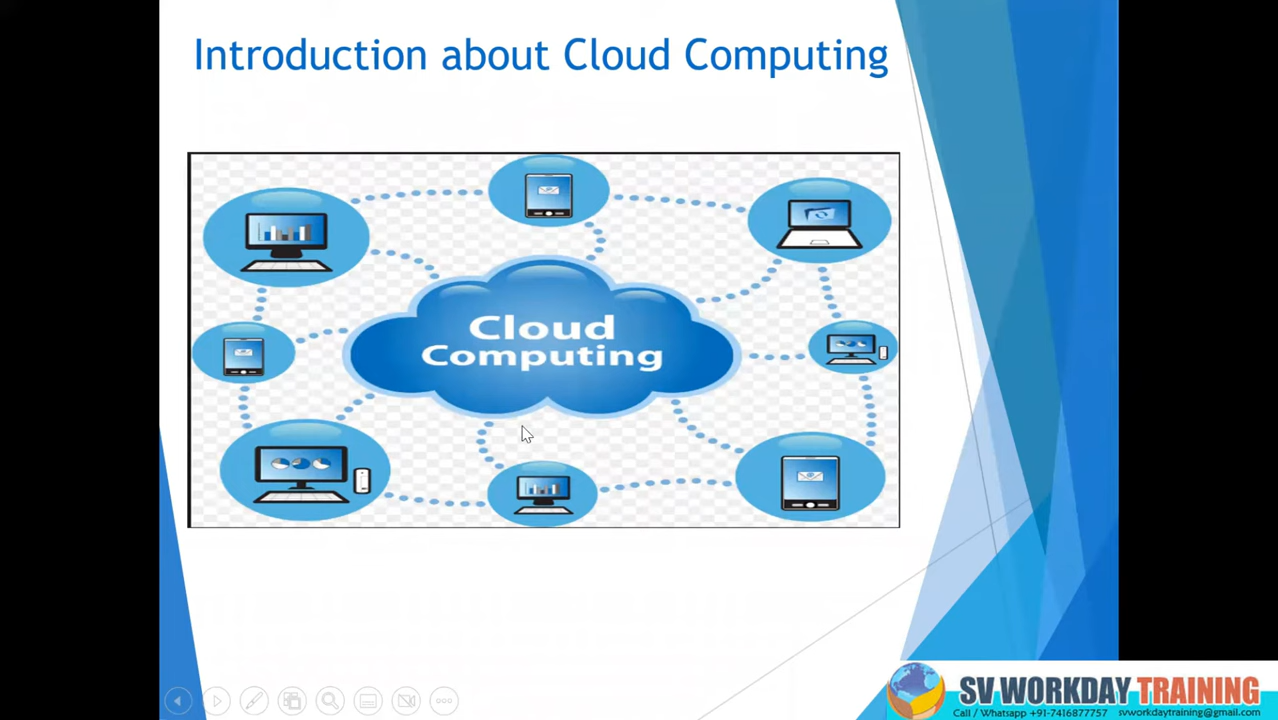 Introduction about Cloud Computing
Cloud
Computing
SV WORKDAY TRAINING
Call / Whatsapp +91-7416877757 svworkdaytraining@gmail.com